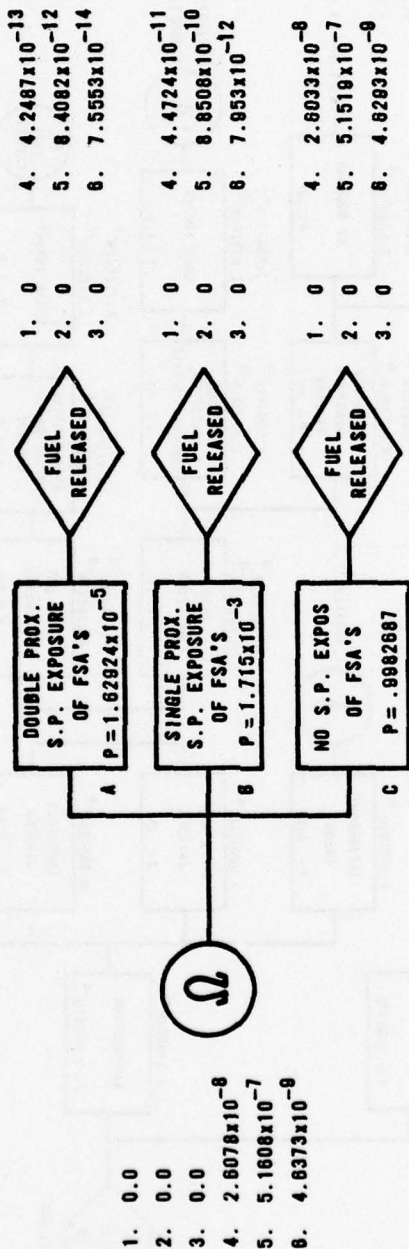 1. 0.0
2. 0.0
3. 0.0
4. 2.6078x10⁻⁸
5. 5.1608x10⁻⁷
6. 4.6373x10⁻⁹
Ω
A
DOUBLE PROX.
S.P. EXPOSURE
OF FSA'S
P=1.62924x10⁻⁵
FUEL
RELEASED
1. 0
2. 0
3. 0
4. 4.2487x10⁻¹³
5. 8.4082x10⁻¹²
6. 7.5553x10⁻¹⁴
B
SINGLE PROX.
S.P. EXPOSURE
OF FSA'S
P=1.715x10⁻³
FUEL
RELEASED
1. 0
2. 0
3. 0
4. 4.4724x10⁻¹¹
5. 8.8508x10⁻¹⁰
6. 7.953x10⁻¹²
C
NO S.P. EXPOS
OF FSA'S
P=.9982687
FUEL
RELEASED
1. 0
2. 0
3. 0
4. 2.6033x10⁻⁸
5. 5.1519x10⁻⁷
6. 4.6293x10⁻⁹